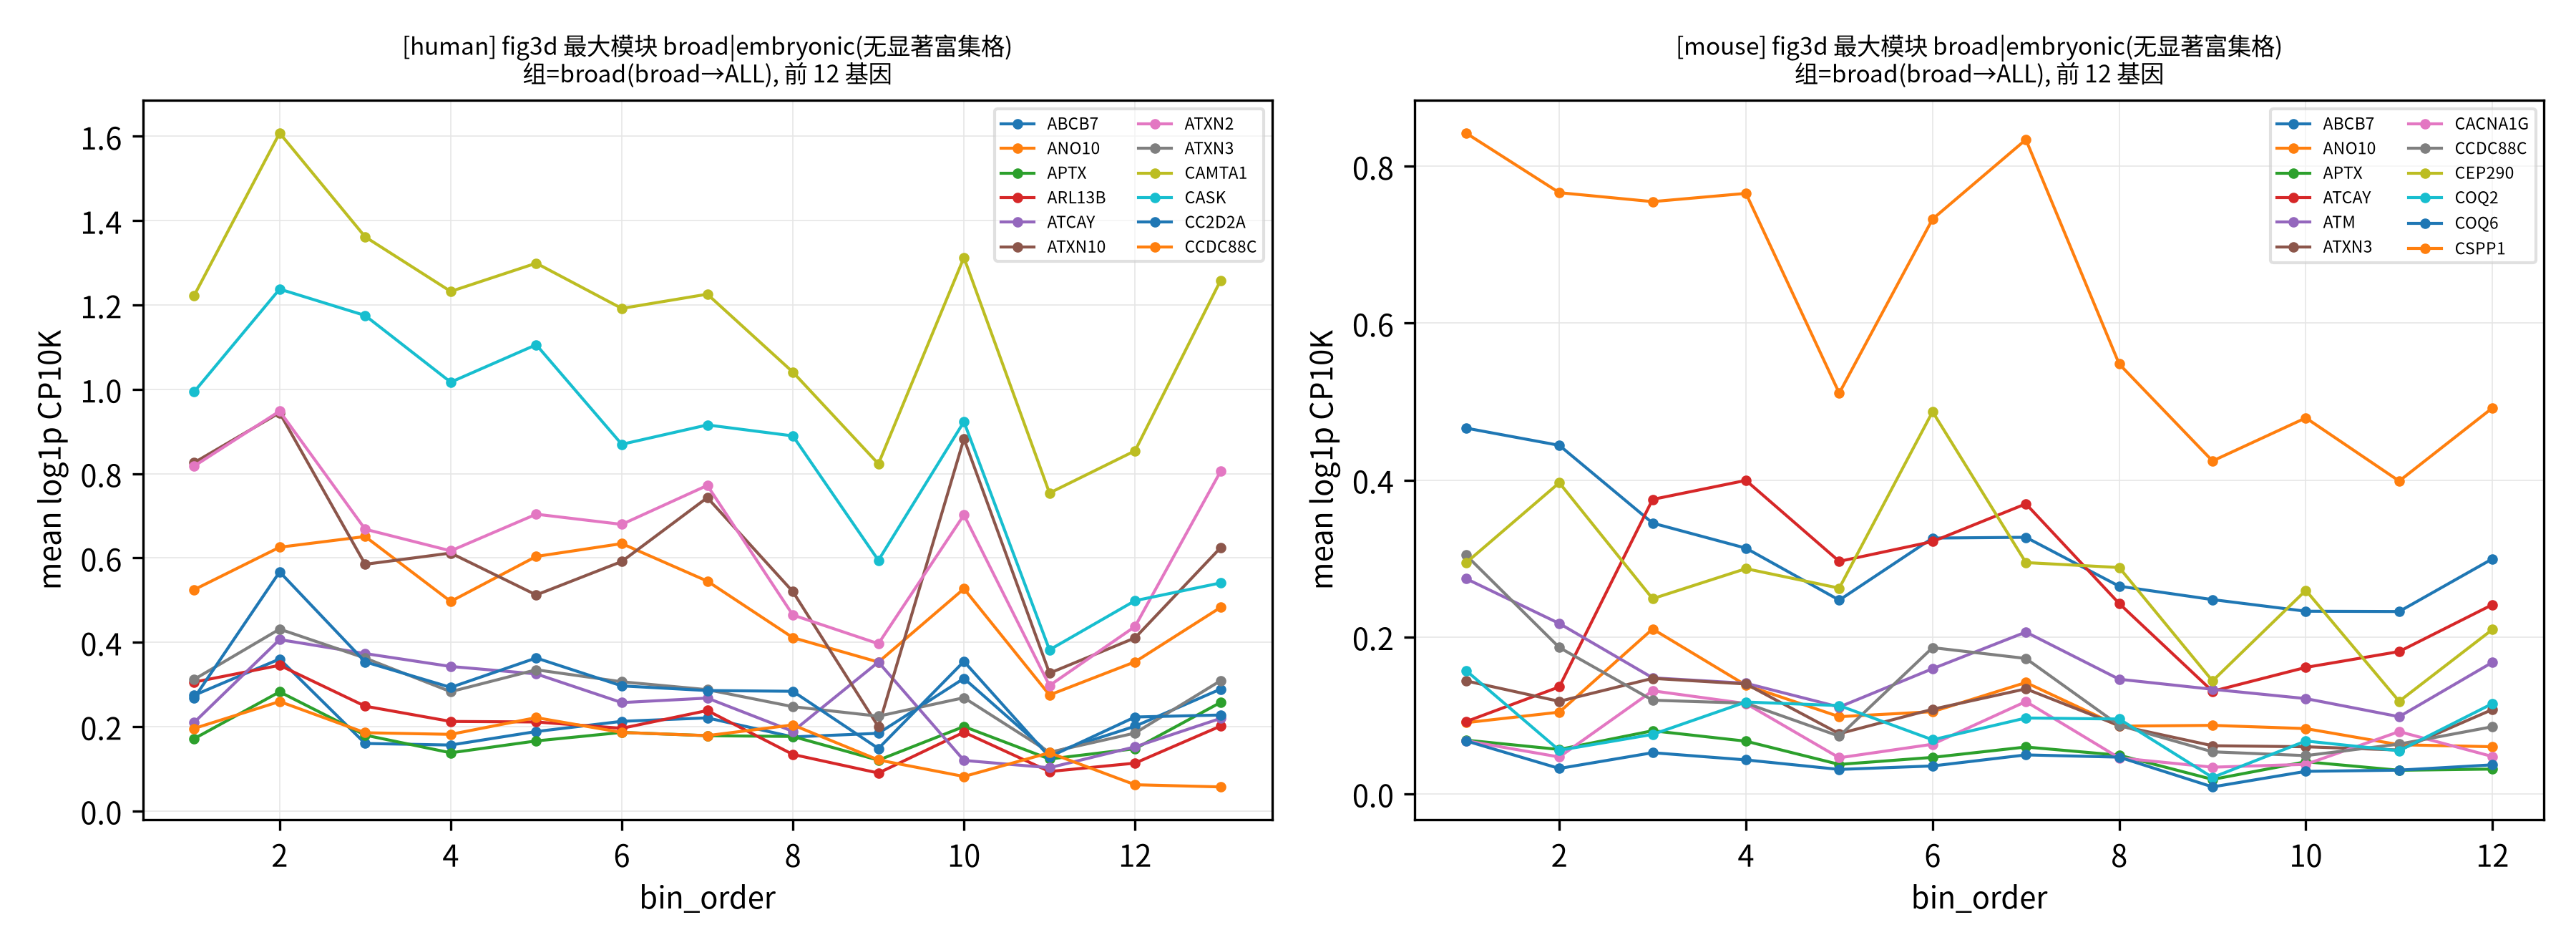 [human] fig3d 最大模块 broad|embryonic(无显著富集格)
组=broad(broad→ALL), 前 12 基因
mean log1p CP10K
1.6
1.4
1.2
1.0
0.8
0.6
0.4
0.2
0.0
2 4 6 8 10 12
bin_order
ABCB7
ANO10
APTX
ARL13B
ATCAY
ATXN10
ATXN2
ATXN3
CAMTA1
CASK
CC2D2A
CCDC88C
[mouse] fig3d 最大模块 broad|embryonic(无显著富集格)
组=broad(broad→ALL), 前 12 基因
mean log1p CP10K
0.8
0.6
0.4
0.2
0.0
2 4 6 8 10 12
bin_order
ABCB7
ANO10
APTX
ATCAY
ATM
ATXN3
CACNA1G
CCDC88C
CEP290
COQ2
COQ6
CSPP1